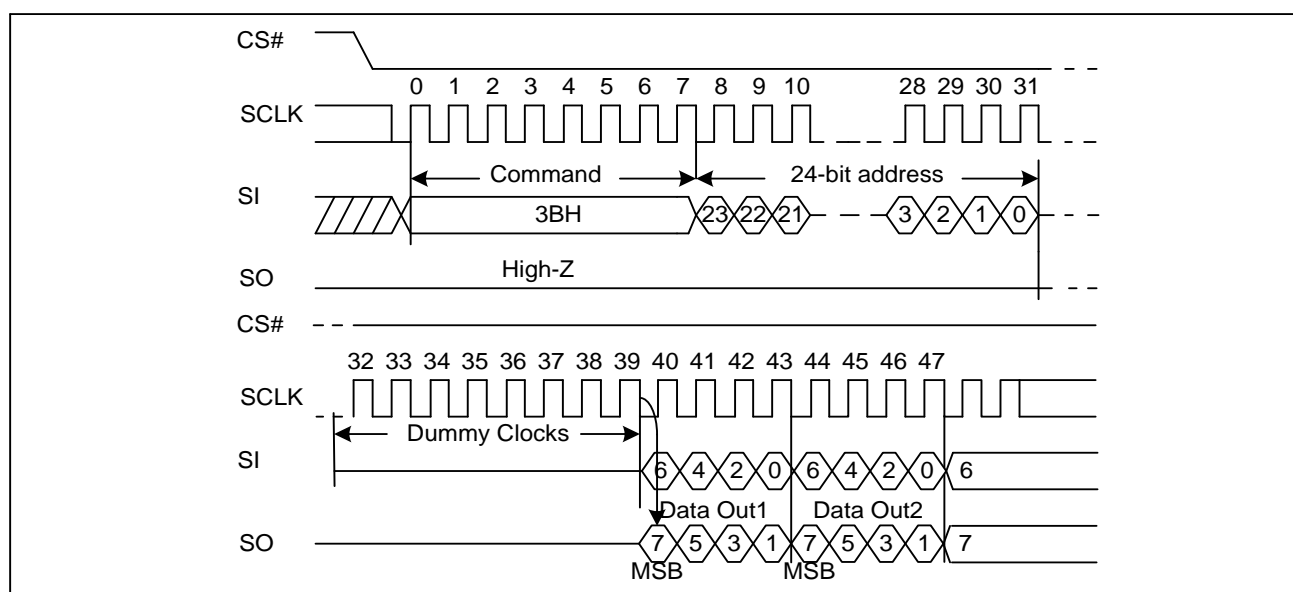 CS#
0 1 2 3 4 5 6 7 8 9 10 28 29 30 31
SCLK
Command 24-bit address
SI
3BH 23 22 21 3 2 1 0
High-Z
SO
CS#
32 33 34 35 36 37 38 39 40 41 42 43 44 45 46 47
SCLK
Dummy Clocks
SI
6 4 2 0 6 4 2 0 6
Data Out1 Data Out2
SO
7 5 3 1 7 5 3 1 7
MSB MSB